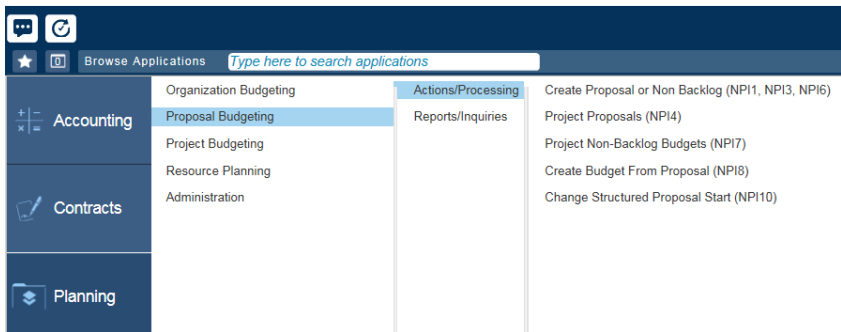 0 Browse Applications Type here to search applications
Accounting
Contracts
Planning
Organization Budgeting
Proposal Budgeting
Project Budgeting
Resource Planning
Administration
Actions/Processing
Reports/Inquiries
Create Proposal or Non Backlog (NPI1, NPI3, NPI6)
Project Proposals (NPI4)
Project Non-Backlog Budgets (NPI7)
Create Budget From Proposal (NPI8)
Change Structured Proposal Start (NPI10)